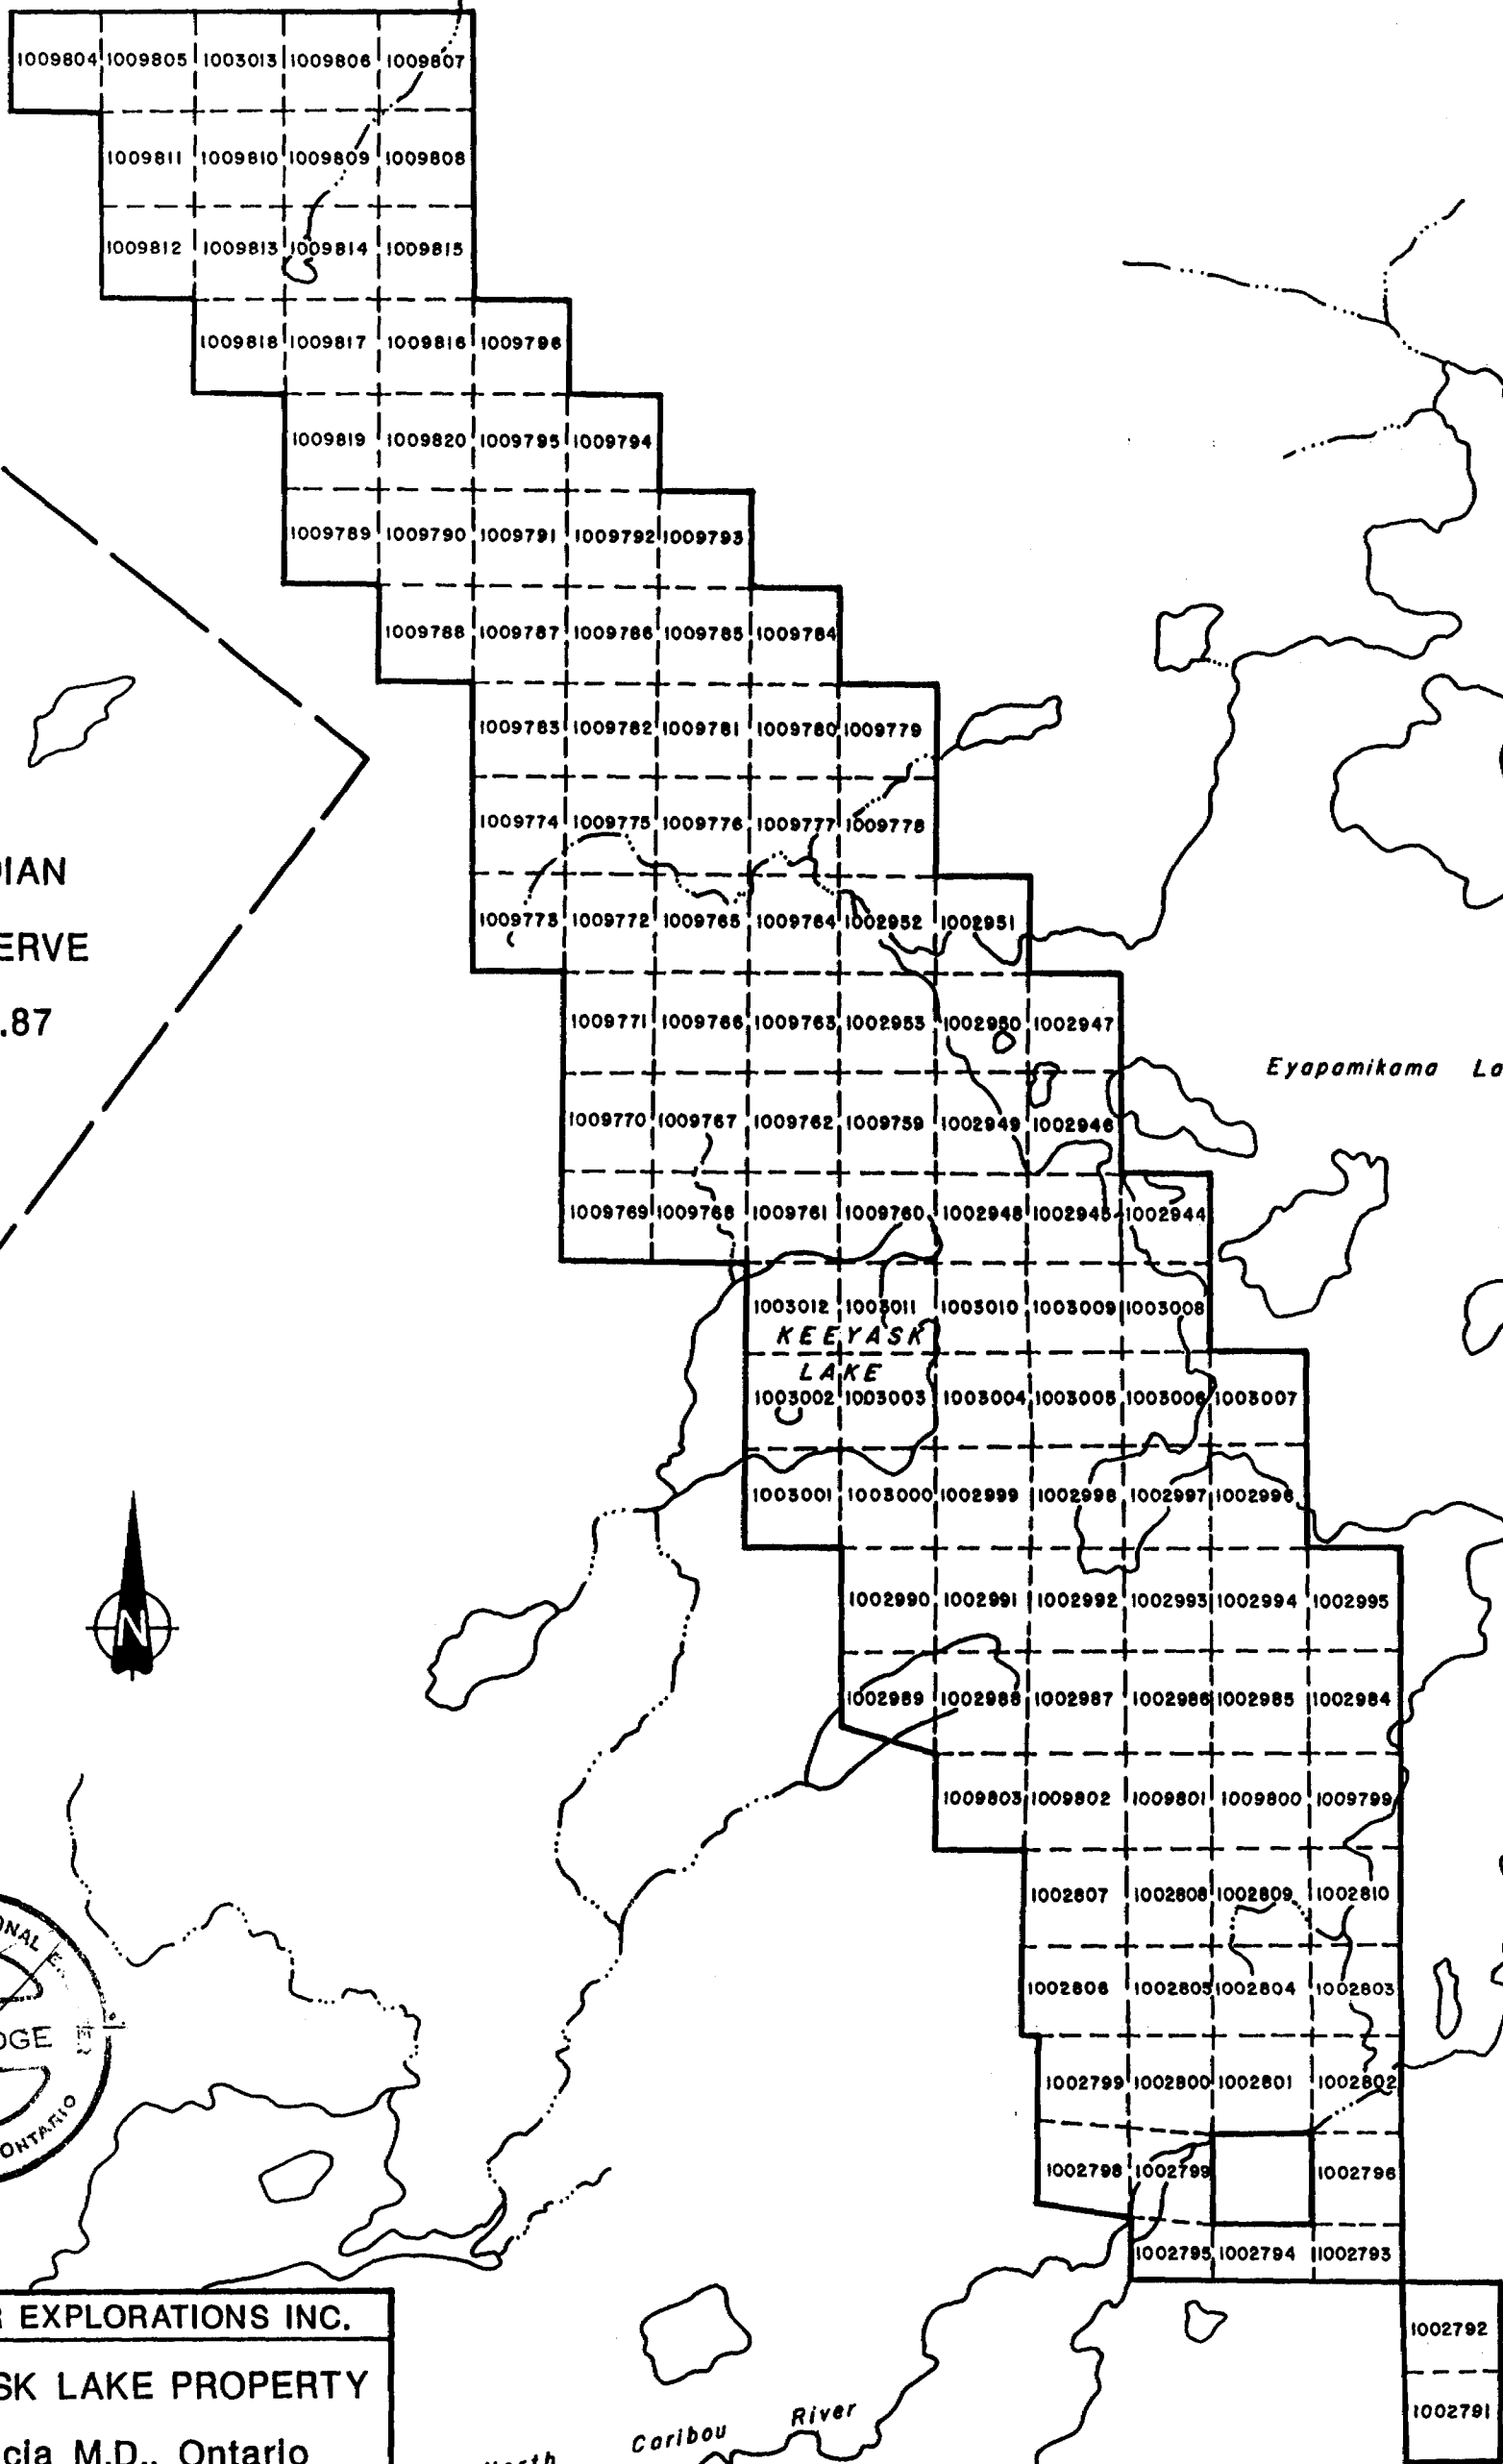 1009804 1009805 1003013 1009806 1009807
1009811 1009810 1009809 1009808
1009812 1009813 1009814 1009815
1009818 1009817 1009816 1009796
1009819 1009820 1009795 1009794
1009789 1009790 1009791 1009792 1009793
1009788 1009787 1009786 1009785 1009784
1009783 1009782 1009781 1009780 1009779
1009774 1009775 1009776 1009777 1009778
DIAN
ERVE
.87
1009773 1009772 1009765 1009764 1002952 1002951
1009771 1009766 1009763 1002953 1002950 1002947
Eyapamikama La
1009770 1009767 1009762 1009759 1002949 1002946
1009769 1009768 1009761 1009760 1002948 1002945 1002944
1003012 1003011 1003010 1003009 1003008
KEEYASK
LAKE
1003002 1003003 1003004 1003005 1003006 1003007
1003001 1003000 1002999 1002998 1002997 1002996
N
1002990 1002991 1002992 1002993 1002994 1002995
1002989 1002988 1002987 1002986 1002985 1002984
1009803 1009802 1009801 1009800 1009799
1002807 1002808 1002809 1002810
1002806 1002805 1002804 1002803
ONAL
DGE
ONTARIO
1002799 1002800 1002801 1002802
1002798 1002799 1002796
1002795 1002794 1002793
1002792
1002791
R EXPLORATIONS INC.
SK LAKE PROPERTY
cia M.D., Ontario
North Caribou River